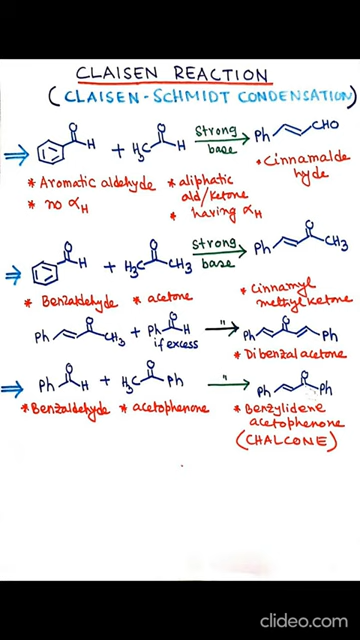 CLAISEN REACTION
(CLAISEN-SCHMIDT CONDENSATION)
⇒ O H + H3C O H strong base → Ph CHO
* Aromatic aldehyde * aliphatic ald/ketone * Cinnamaldehyde
* no αH * having αH
⇒ O H + H3C O CH3 strong base → Ph O CH3
* Benzaldehyde * acetone * Cinnamyl methyl ketone
Ph O CH3 + Ph O H if excess " → Ph O Ph
* Dibenzal acetone
⇒ Ph O H + H3C O Ph " → Ph O Ph
* Benzaldehyde * acetophenone * Benzylidene acetophenone
(CHALCONE)
clideo.com